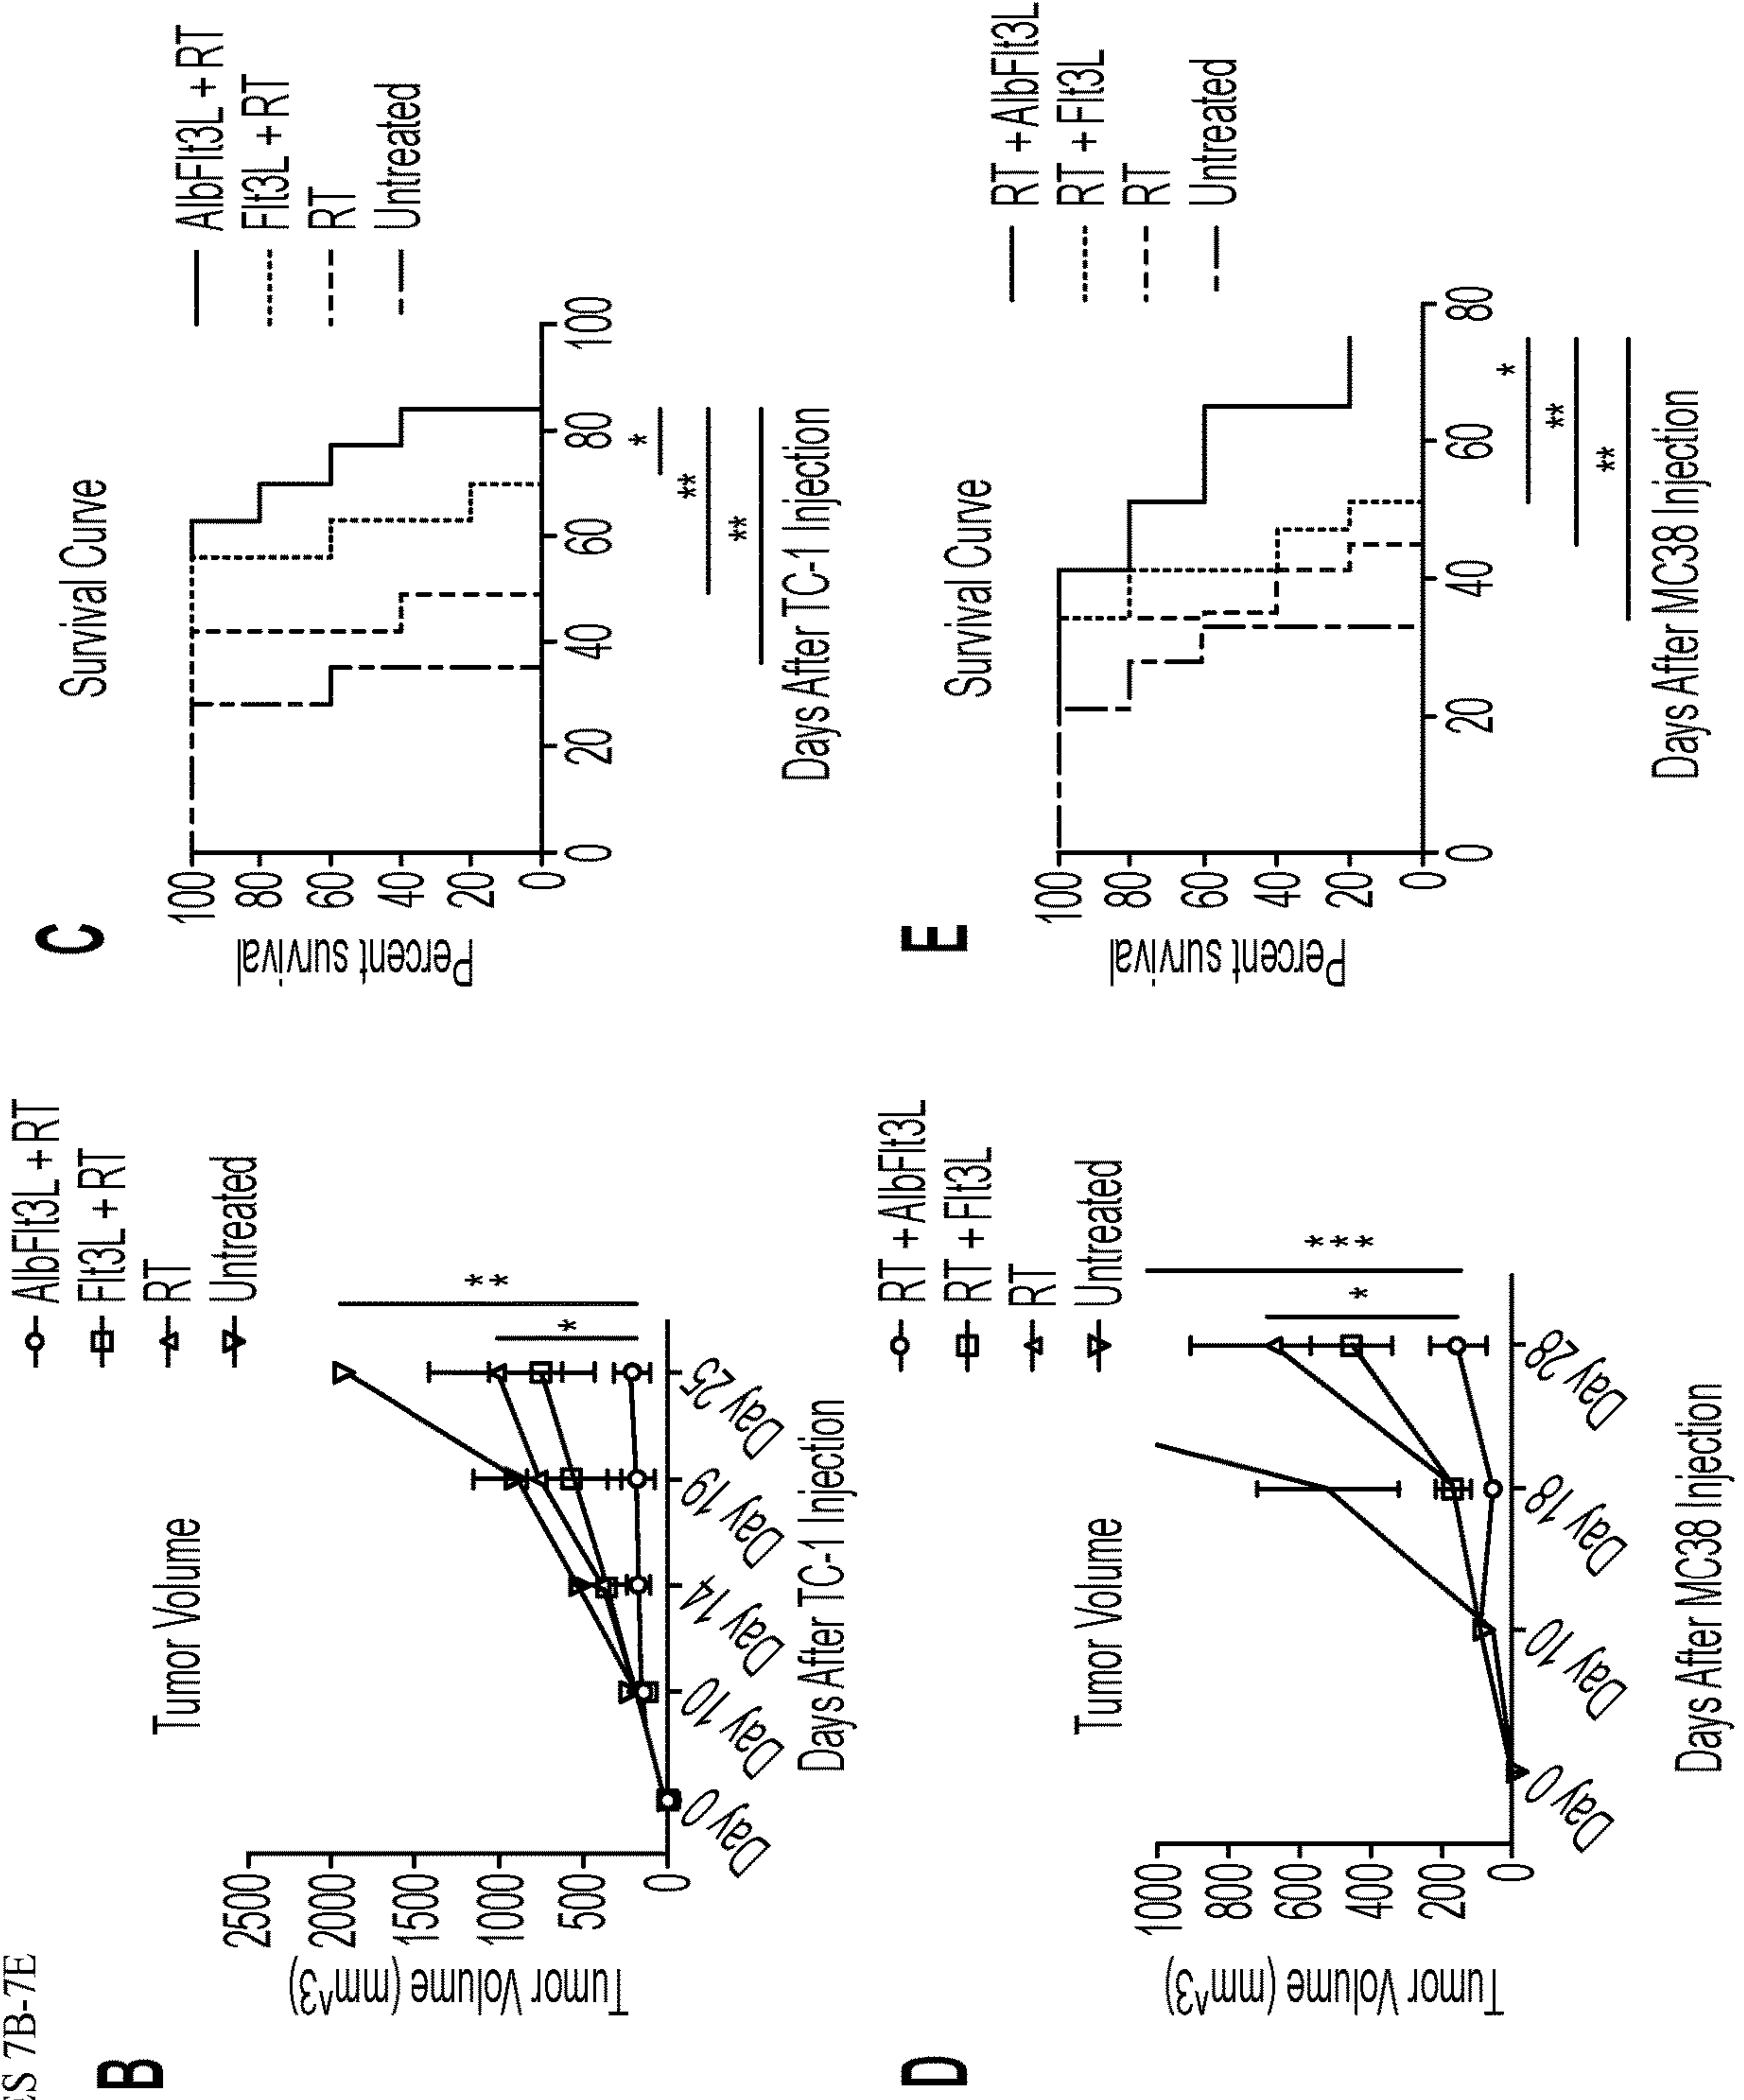 ES 7B-7E
B
AlbFlt3L + RT
Flt3L + RT
RT
Untreated
Tumor Volume
Tumor Volume (mm^3)
2500
2000
1500
1000
500
0
Day 0
Day 10
Day 14
Day 19
Day 25
*
**
Days After TC-1 Injection
C
Survival Curve
AlbFlt3L + RT
Flt3L + RT
RT
Untreated
Percent survival
100
80
60
40
20
0
0 20 40 60 80 100
*
**
**
Days After TC-1 Injection
D
RT + AlbFlt3L
RT + Flt3L
RT
Untreated
Tumor Volume
Tumor Volume (mm^3)
1000
800
600
400
200
0
Day 0
Day 10
Day 18
Day 28
*
***
Days After MC38 Injection
E
Survival Curve
RT + AlbFlt3L
RT + Flt3L
RT
Untreated
Percent survival
100
80
60
40
20
0
0 20 40 60 80
*
**
**
Days After MC38 Injection